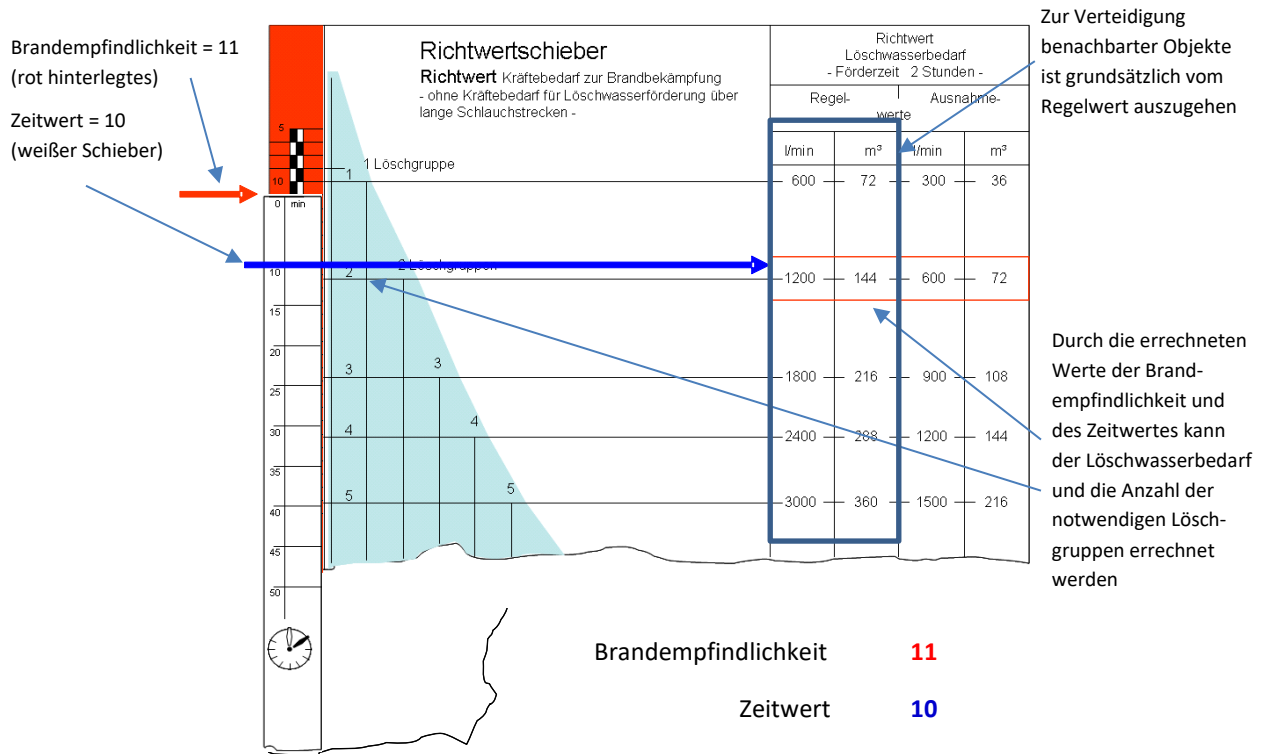 Brandempfindlichkeit = 11
(rot hinterlegtes)
Zeitwert = 10
(weißer Schieber)
Richtwertschieber
Richtwert Kräftebedarf zur Brandbekämpfung
- ohne Kräftebedarf für Löschwasserförderung über
lange Schlauchstrecken -
Richtwert
Löschwasserbedarf
- Förderzeit 2 Stunden -
Regel- Ausnahme-
werte
l/min m³ l/min m³
Zur Verteidigung
benachbarter Objekte
ist grundsätzlich vom
Regelwert auszugehen
5
10
0 min
10
15
20
25
30
35
40
45
50
1 1 Löschgruppe 600 72 300 36
2 2 Löschgruppen 1200 144 600 72
3 3 1800 216 900 108
4 4 2400 288 1200 144
5 5 3000 360 1500 216
Durch die errechneten
Werte der Brand-
empfindlichkeit und
des Zeitwertes kann
der Löschwasserbedarf
und die Anzahl der
notwendigen Lösch-
gruppen errechnet
werden
Brandempfindlichkeit 11
Zeitwert 10